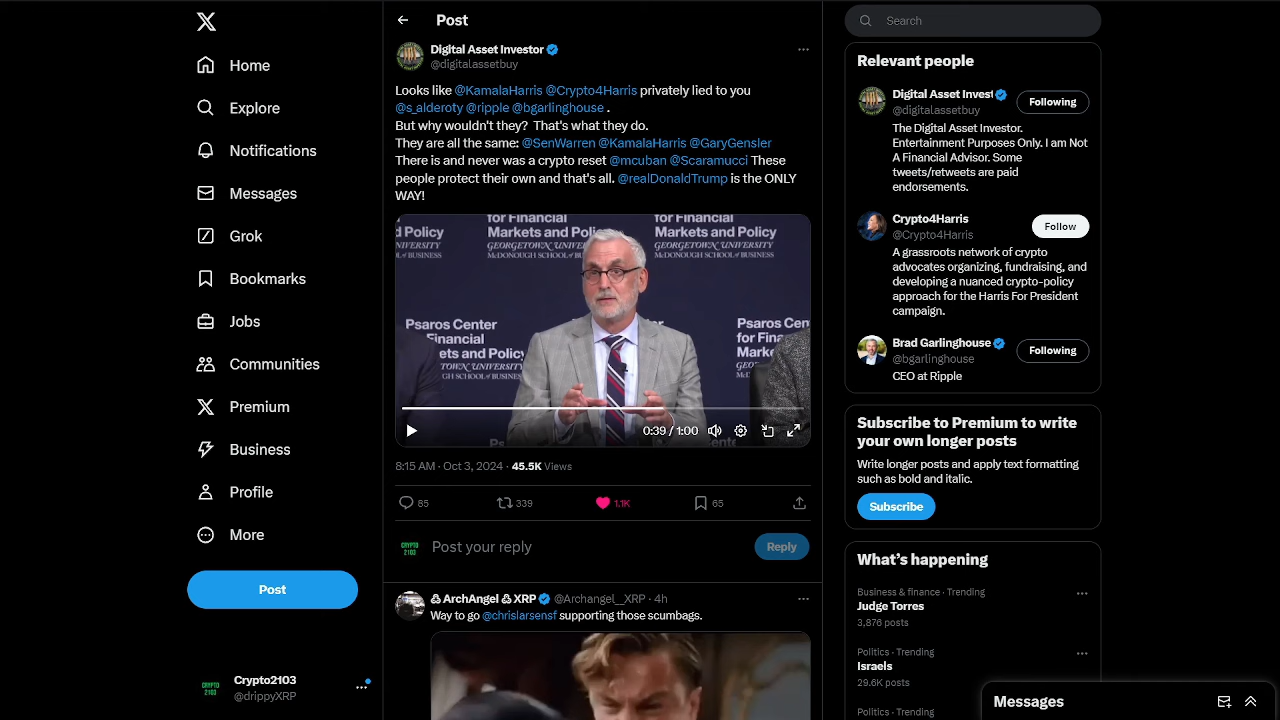 Home
Explore
Notifications
Messages
Grok
Bookmarks
Jobs
Communities
Premium
Business
Profile
More
Post
Crypto2103
@drippyXRP
Post
Digital Asset Investor
@digitalassetbuy
Looks like @KamalaHarris @Crypto4Harris privately lied to you
@s_alderoty @ripple @bgarlinghouse .
But why wouldn't they?  That's what they do.
They are all the same: @SenWarren @KamalaHarris @GaryGensler
There is and never was a crypto reset @mcuban @Scaramucci These
people protect their own and that's all. @realDonaldTrump is the ONLY
WAY!
for Financial
Markets and Policy
GEORGETOWN UNIVERSITY
McDONOUGH SCHOOL of BUSINESS
for Financial
Markets and Policy
GEORGETOWN UNIVERSITY
McDONOUGH SCHOOL of BUSINESS
d Policy
UNIVERSITY
of BUSINESS
Psaros Center
Financial
ets and Policy
TOWN UNIVERSITY
GH SCHOOL of BUSINESS
Psaros Cen
for Financial
Marke
0:39 / 1:00
8:15 AM · Oct 3, 2024 · 45.5K Views
85
339
1.1K
65
CRYPTO
2103
Post your reply
Reply
ArchAngel XRP @Archangel__XRP · 4h
Way to go @chrislarsensf supporting those scumbags.
Search
Relevant people
Digital Asset Invest
@digitalassetbuy
Following
The Digital Asset Investor.
Entertainment Purposes Only. I am Not
A Financial Advisor. Some
tweets/retweets are paid
endorsements.
Crypto4Harris
@Crypto4Harris
Follow
A grassroots network of crypto
advocates organizing, fundraising, and
developing a nuanced crypto-policy
approach for the Harris For President
campaign.
Brad Garlinghouse
@bgarlinghouse
Following
CEO at Ripple
Subscribe to Premium to write
your own longer posts
Write longer posts and apply text formatting
such as bold and italic.
Subscribe
What's happening
Business & finance · Trending
Judge Torres
3,876 posts
Politics · Trending
Israels
29.6K posts
Politics · Trending
Messages